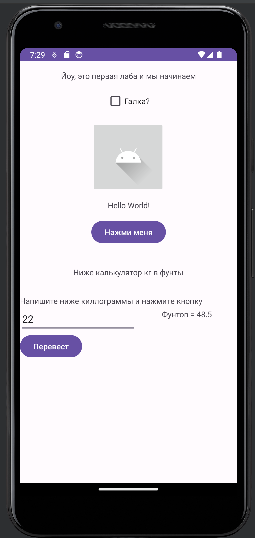 7:29
Йоу, это первая лаба и мы начинаем
Галка?
Hello World!
Нажми меня
Ниже калькулятор кг в фунты
Напишите ниже киллограммы и нажмите кнопку
22
Фунтов = 48.5
Перевест